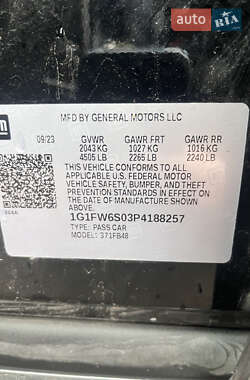 AUTO.RIA
MFD BY GENERAL MOTORS LLC
09/23 GVWR GAWR FRT GAWR RR
2043 KG 1027 KG 1016 KG
4505 LB 2265 LB 2240 LB
THIS VEHICLE CONFORMS TO ALL
APPLICABLE U.S. FEDERAL MOTOR
VEHICLE SAFETY, BUMPER, AND THEFT
PREVENTION STANDARDS IN EFFECT ON
THE DATE OF MANUFACTURE SHOWN ABOVE.
1G1FW6S03P4188257
TYPE: PASS CAR
MODEL: 371FB48